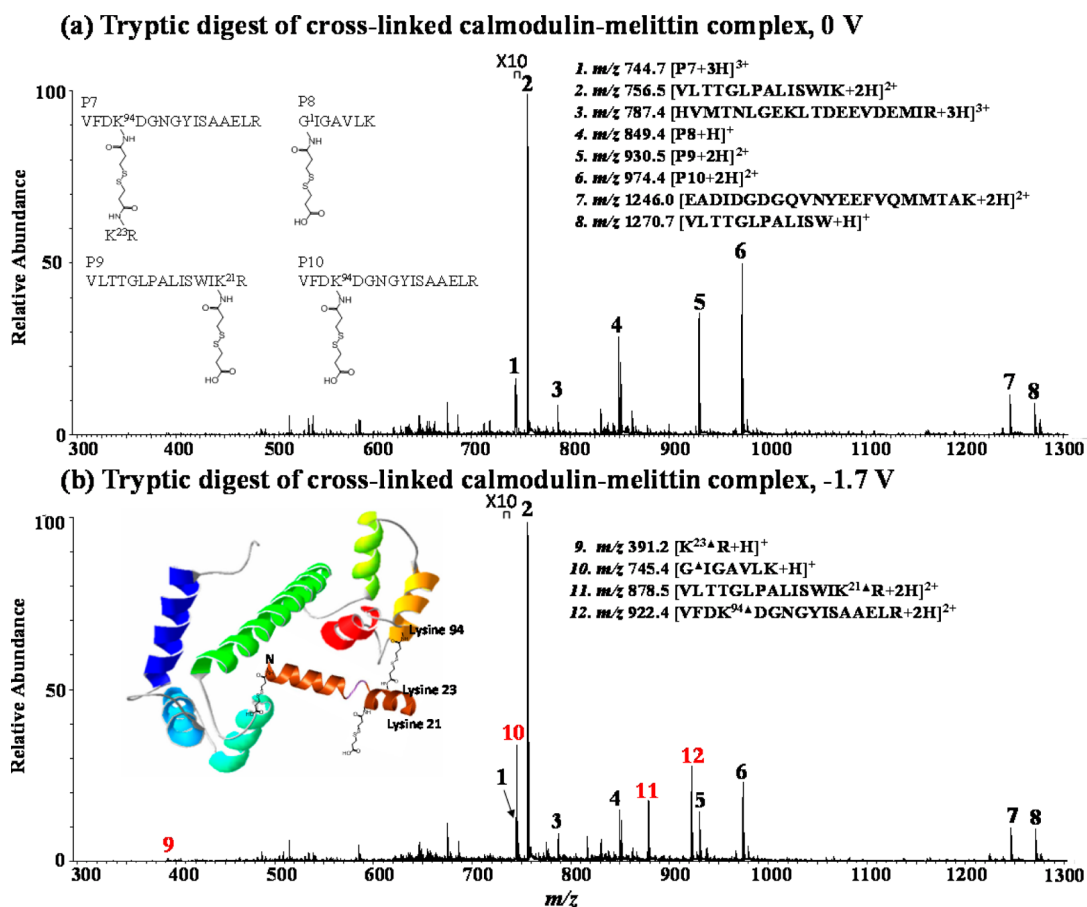 (a) Tryptic digest of cross-linked calmodulin-melittin complex, 0 V
X10
2
1. m/z 744.7 [P7+3H]³⁺
2. m/z 756.5 [VLTTGLPALISWIK+2H]²⁺
3. m/z 787.4 [HVMTNLGEKLTDEEVDEMIR+3H]³⁺
4. m/z 849.4 [P8+H]⁺
5. m/z 930.5 [P9+2H]²⁺
6. m/z 974.4 [P10+2H]²⁺
7. m/z 1246.0 [EADIDGDGQVNYEEFVQMMTAK+2H]²⁺
8. m/z 1270.7 [VLTTGLPALISW+H]⁺
P7
VFDK⁹⁴DGNGYISAAELR
NH
O
S
S
O
NH
K²³R
P8
G¹IGAVLK
NH
O
S
S
O
HO
P9
VLTTGLPALISWIK²¹R
NH
O
S
S
O
HO
P10
VFDK⁹⁴DGNGYISAAELR
NH
O
S
S
O
HO
Relative Abundance
100
50
0
1
3
4
5
6
7
8
300 400 500 600 700 800 900 1000 1100 1200 1300
(b) Tryptic digest of cross-linked calmodulin-melittin complex, -1.7 V
X10
2
9. m/z 391.2 [K²³▲R+H]⁺
10. m/z 745.4 [G▲IGAVLK+H]⁺
11. m/z 878.5 [VLTTGLPALISWIK²¹▲R+2H]²⁺
12. m/z 922.4 [VFDK⁹⁴▲DGNGYISAAELR+2H]²⁺
Lysine 94
N
Lysine 23
Lysine 21
Relative Abundance
100
50
0
9
1
10
3
4
11
12
5
6
7
8
300 400 500 600 700 800 900 1000 1100 1200 1300
m/z